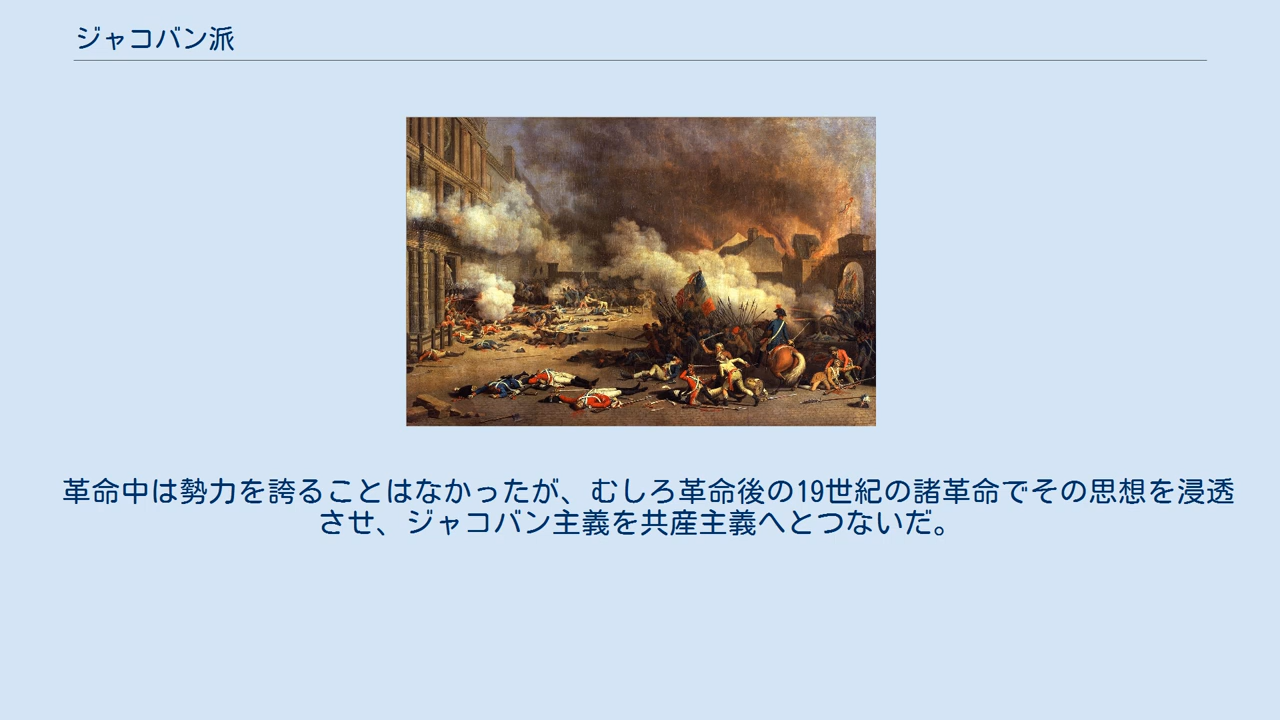 ジャコバン派
革命中は勢力を誇ることはなかったが、むしろ革命後の19世紀の諸革命でその思想を浸透
させ、ジャコバン主義を共産主義へとつないだ。